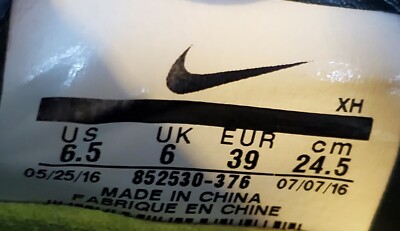 XH
US UK EUR cm
6.5 6 39 24.5
05/25/16 852530-376 07/07/16
MADE IN CHINA
FABRIQUE EN CHINE